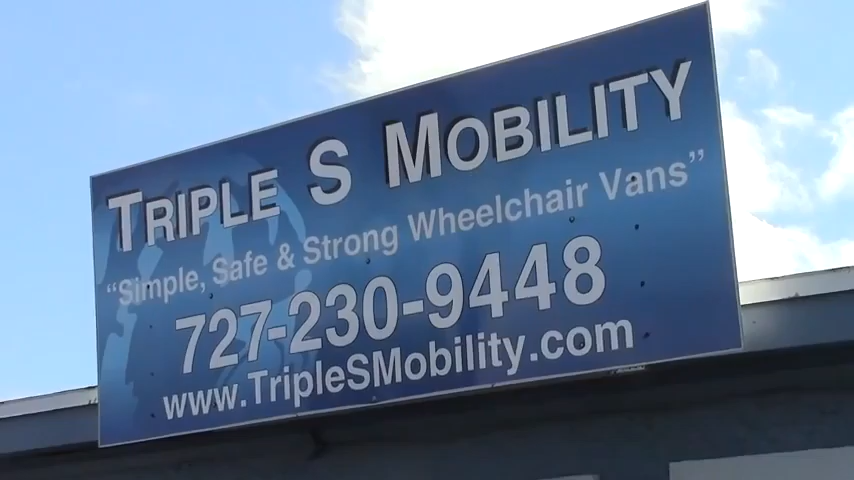 TRIPLE S MOBILITY
“Simple, Safe & Strong Wheelchair Vans”
727-230-9448
www.TripleSMobility.com